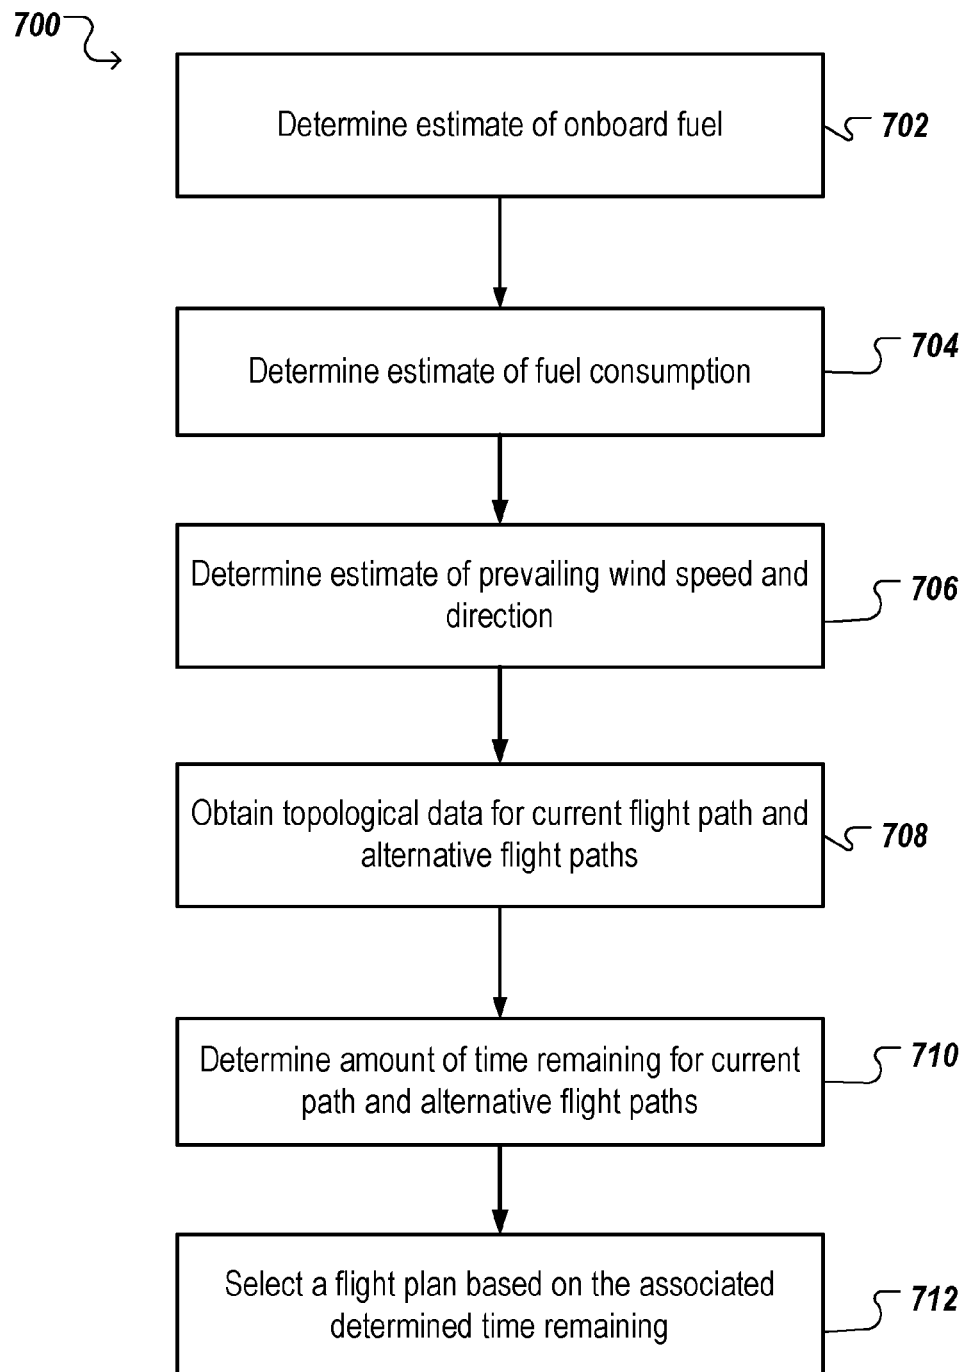 700
Determine estimate of onboard fuel
702
Determine estimate of fuel consumption
704
Determine estimate of prevailing wind speed and
direction
706
Obtain topological data for current flight path and
alternative flight paths
708
Determine amount of time remaining for current
path and alternative flight paths
710
Select a flight plan based on the associated
determined time remaining
712